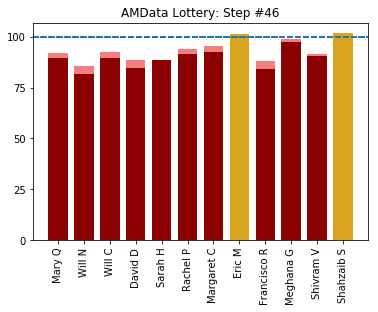 AMData Lottery: Step #46
100
75
50
25
0
Mary Q
Will N
Will C
David D
Sarah H
Rachel P
Margaret C
Eric M
Francisco R
Meghana G
Shivram V
Shahzaib S